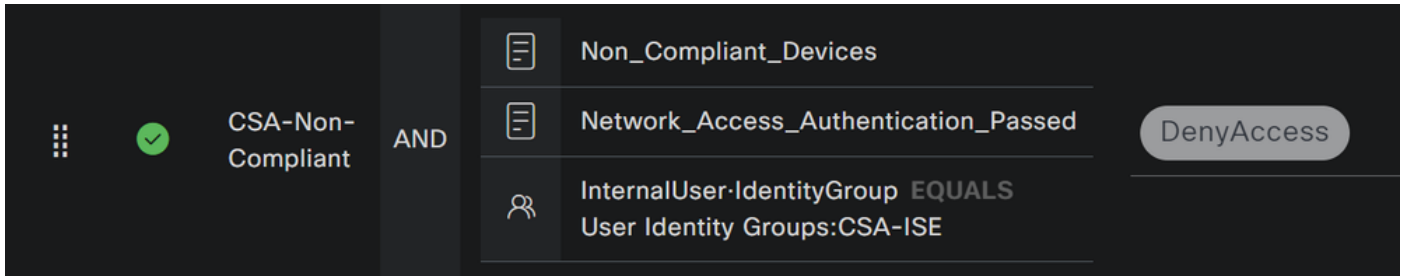 CSA-Non-
Compliant
AND
Non_Compliant_Devices
Network_Access_Authentication_Passed
InternalUser·IdentityGroup EQUALS
User Identity Groups:CSA-ISE
DenyAccess